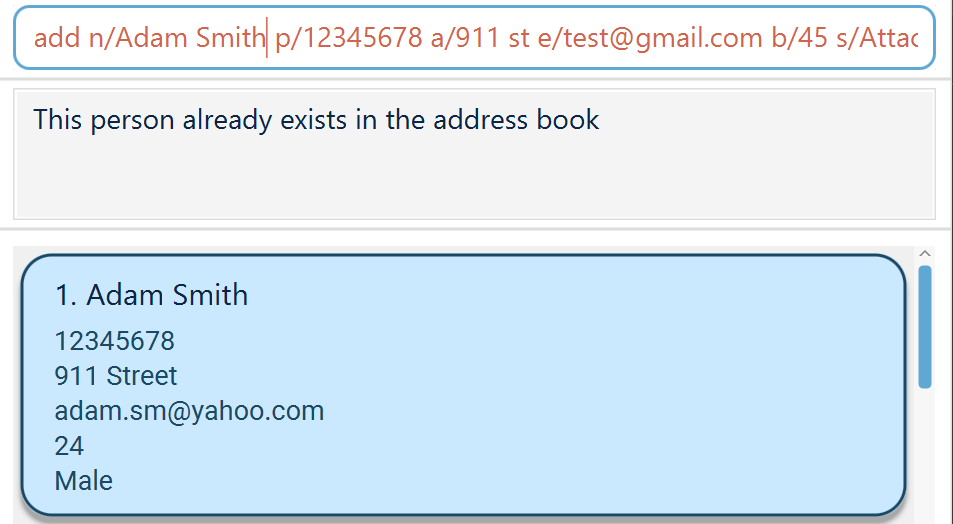 add n/Adam Smith p/12345678 a/911 st e/test@gmail.com b/45 s/Attac
This person already exists in the address book
1. Adam Smith
12345678
911 Street
adam.sm@yahoo.com
24
Male